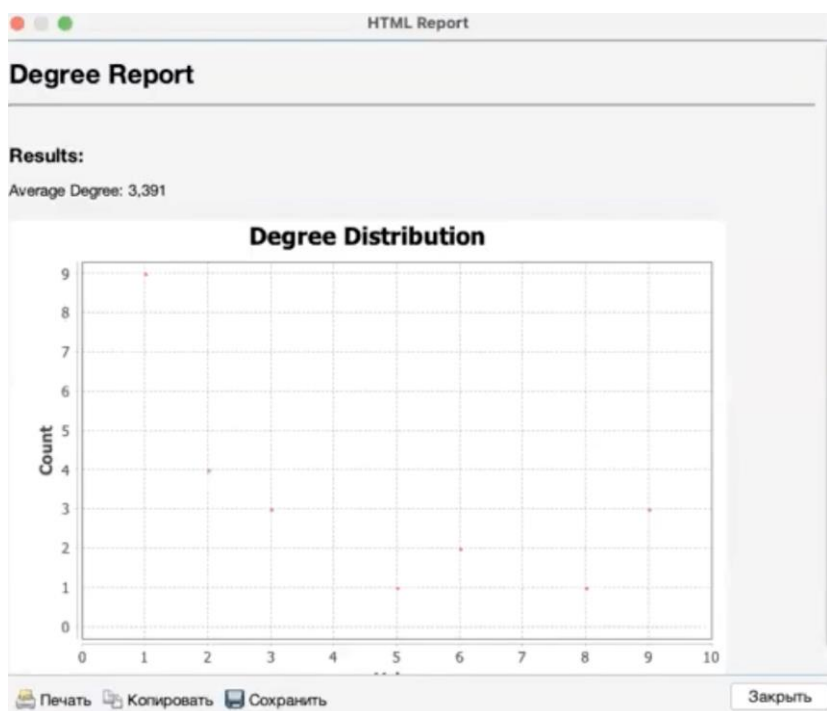 HTML Report
Degree Report
Results:
Average Degree: 3,391
Degree Distribution
9
8
7
6
5
4
3
2
1
0
Count
0 1 2 3 4 5 6 7 8 9 10
Печать Копировать Сохранить Закрыть